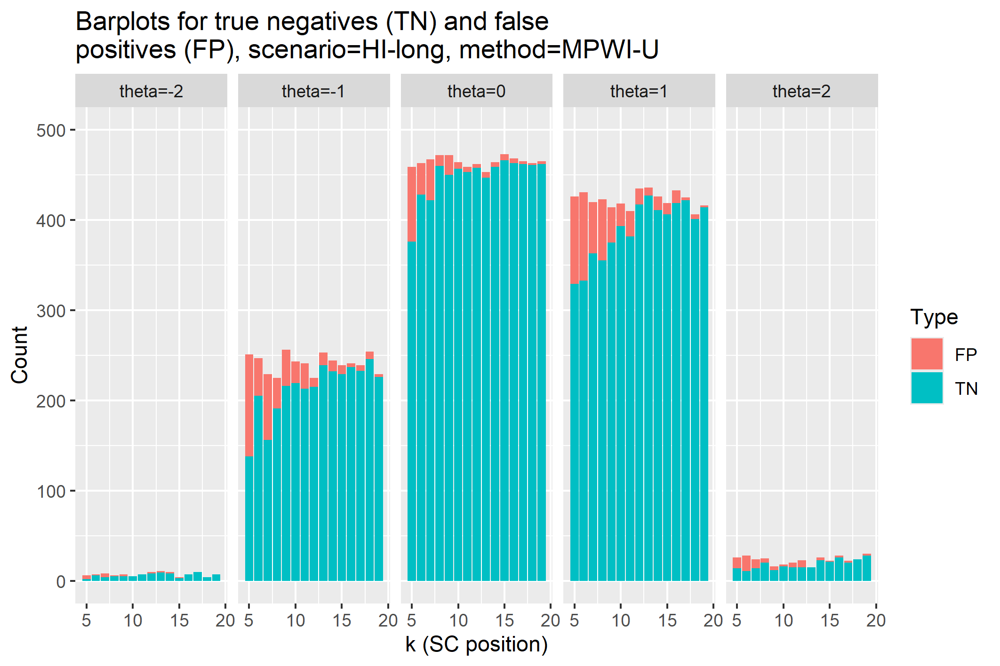 Barplots for true negatives (TN) and false
positives (FP), scenario=HI-long, method=MPWI-U
theta=-2
theta=-1
theta=0
theta=1
theta=2
500
400
300
200
100
0
Count
5 10 15 20
5 10 15 20
5 10 15 20
5 10 15 20
5 10 15 20
k (SC position)
Type
FP
TN